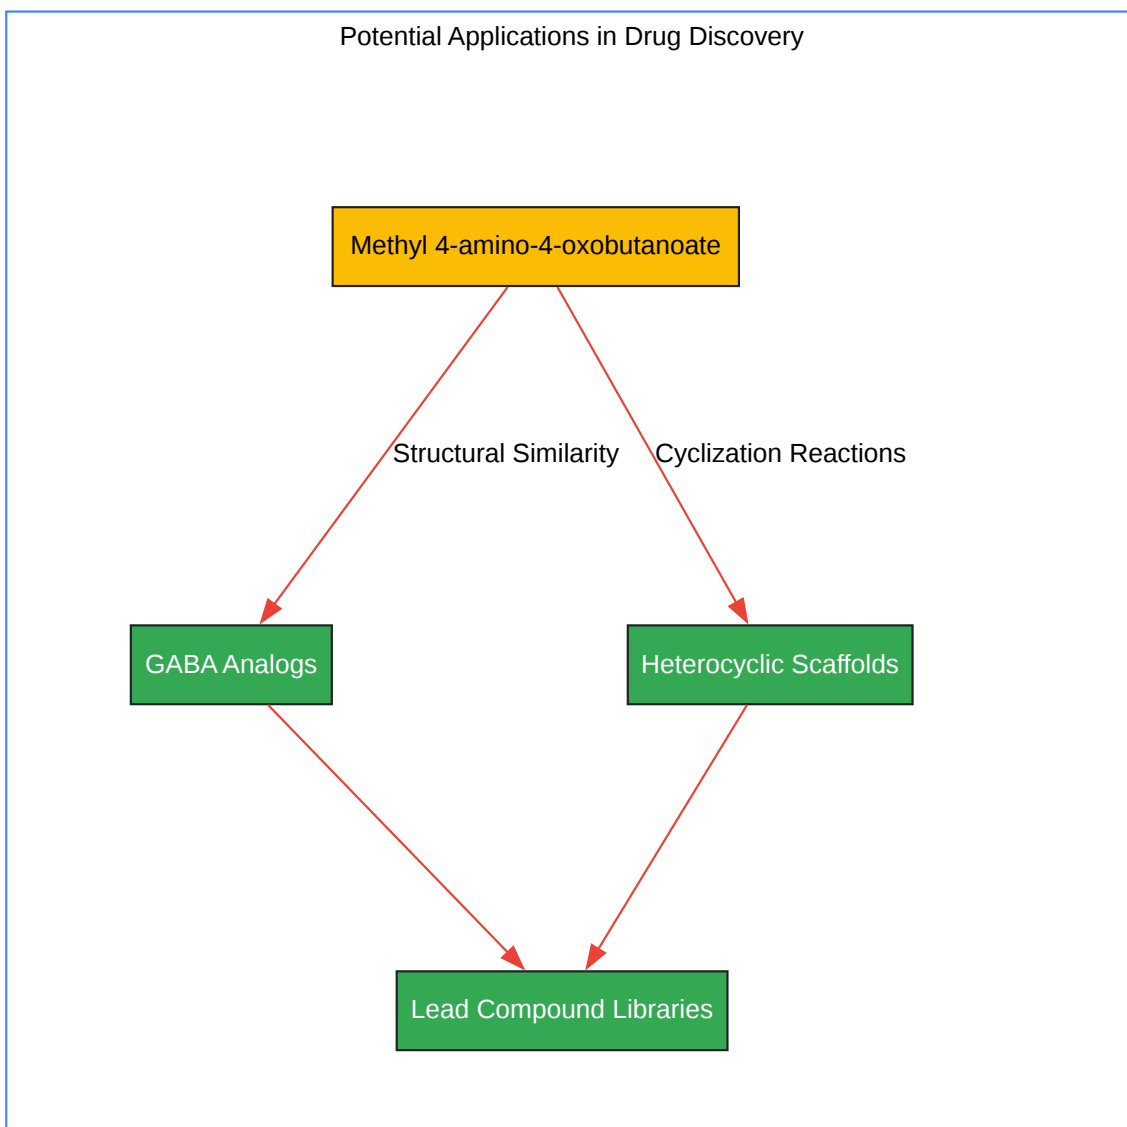 Potential Applications in Drug Discovery
Methyl 4-amino-4-oxobutanoate
Structural Similarity
Cyclization Reactions
GABA Analogs
Heterocyclic Scaffolds
Lead Compound Libraries